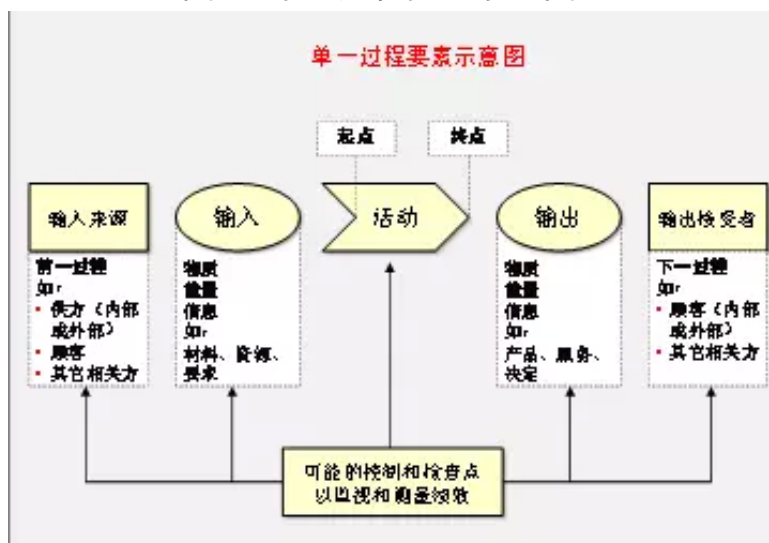 单一过程要素示意图
起点
终点
输入来源
输入
活动
输出
输出接受者
前一过程
如:
• 供方（内部
或外部）
• 顾客
• 其它相关方
物质
能量
信息
如:
材料、资源、
要求
物质
能量
信息
如:
产品、服务、
决定
下一过程
如:
• 顾客（内部
或外部）
• 其它相关方
可能的控制和检查点
以监视和测量绩效